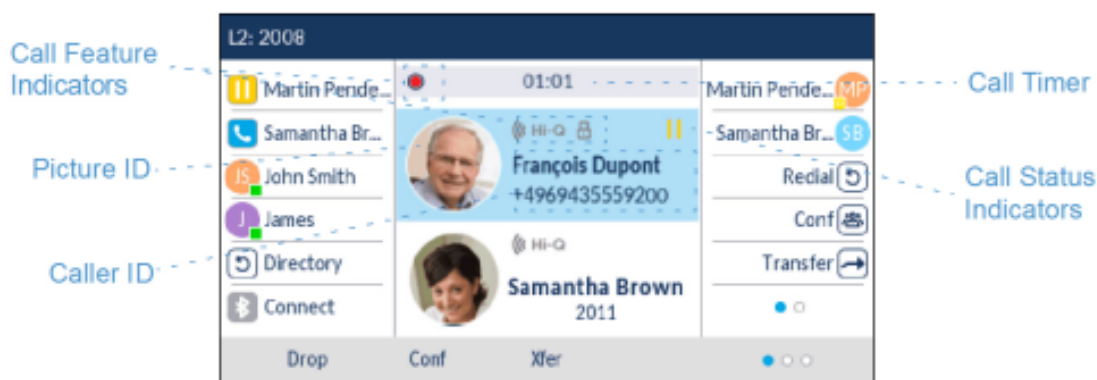 L2: 2008
Call Feature
Indicators
Picture ID
Caller ID
Martin Pende...
Samantha Br...
JS John Smith
J James
Directory
Connect
01:01
Hi-Q
François Dupont
+4969435559200
Hi-Q
Samantha Brown
2011
Martin Pende... MP
Samantha Br... SB
Redial
Conf
Transfer
Call Timer
Call Status
Indicators
Drop Conf Xfer